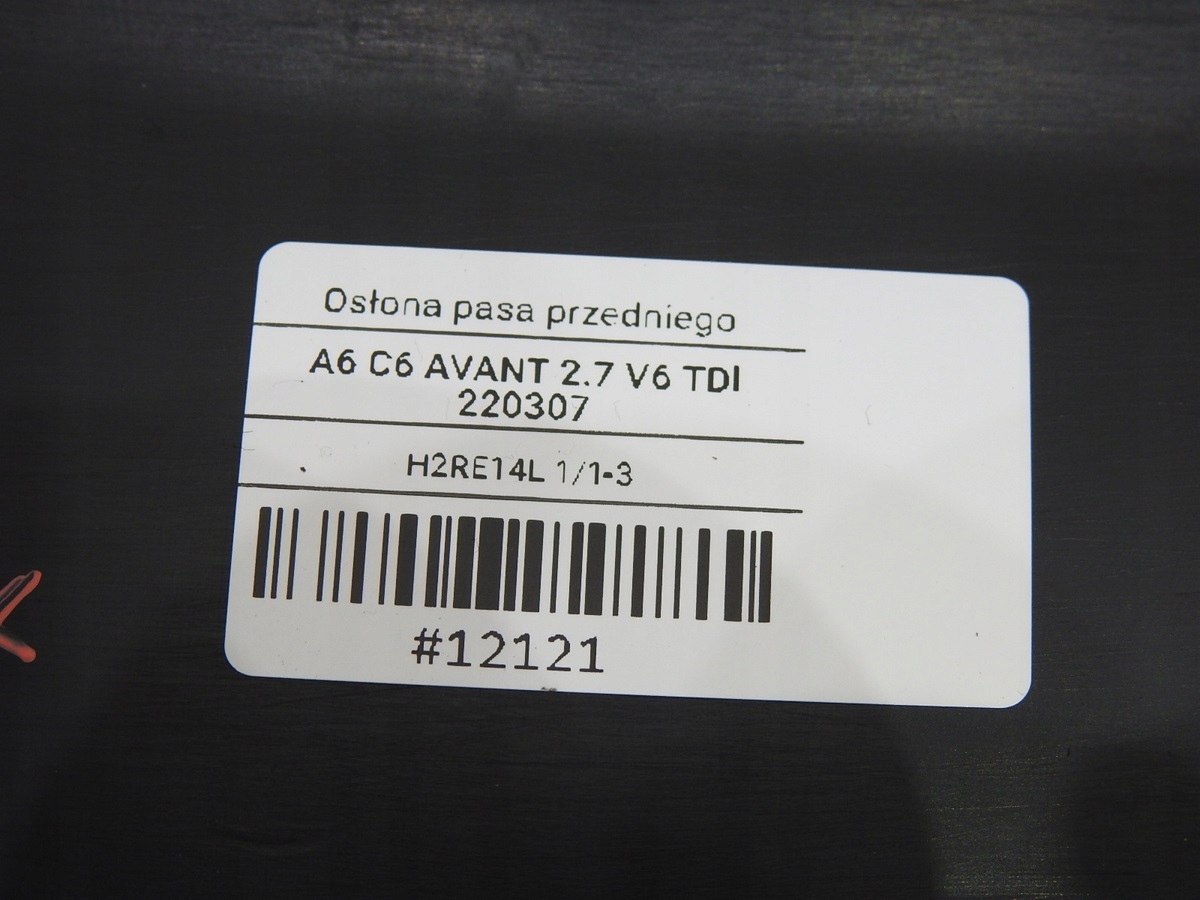 Osłona pasa przedniego
A6 C6 AVANT 2.7 V6 TDI
220307
H2RE14L 1/1-3
#12121